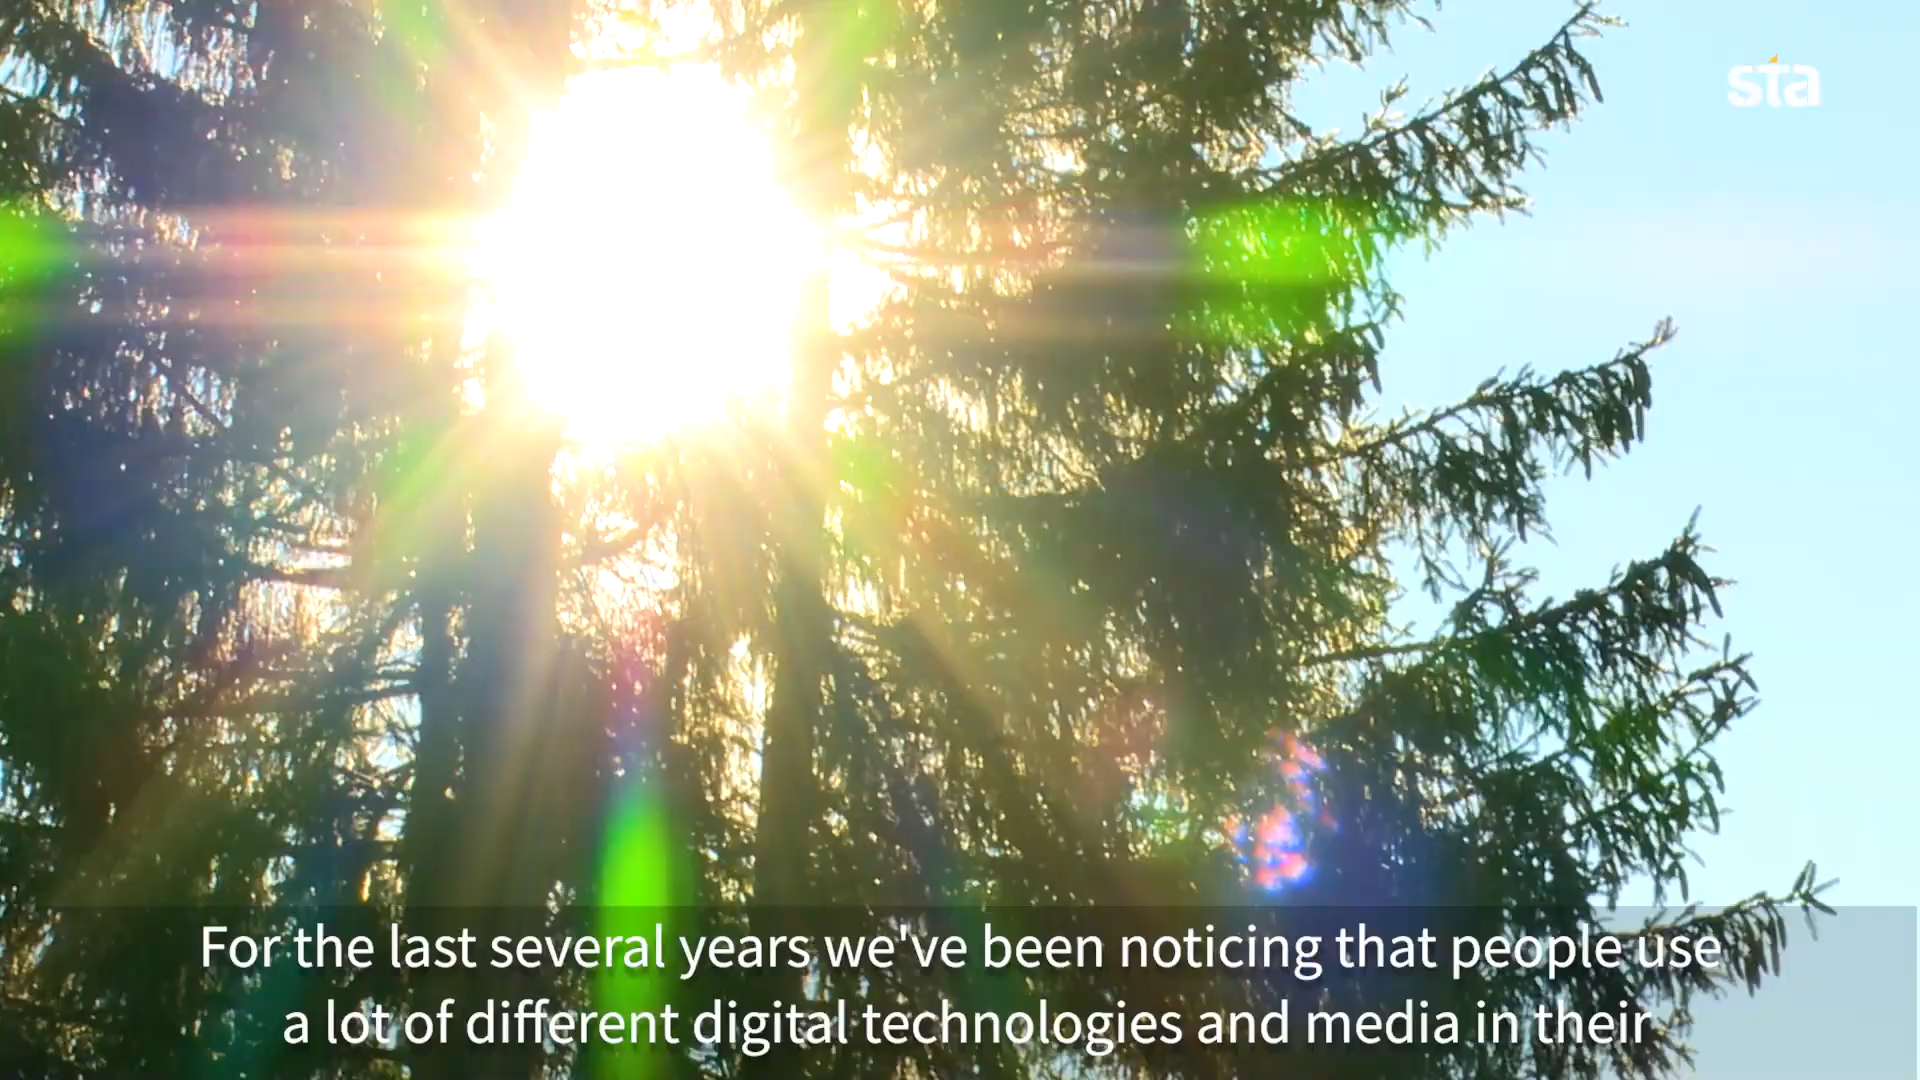 sta
For the last several years we've been noticing that people use
a lot of different digital technologies and media in their